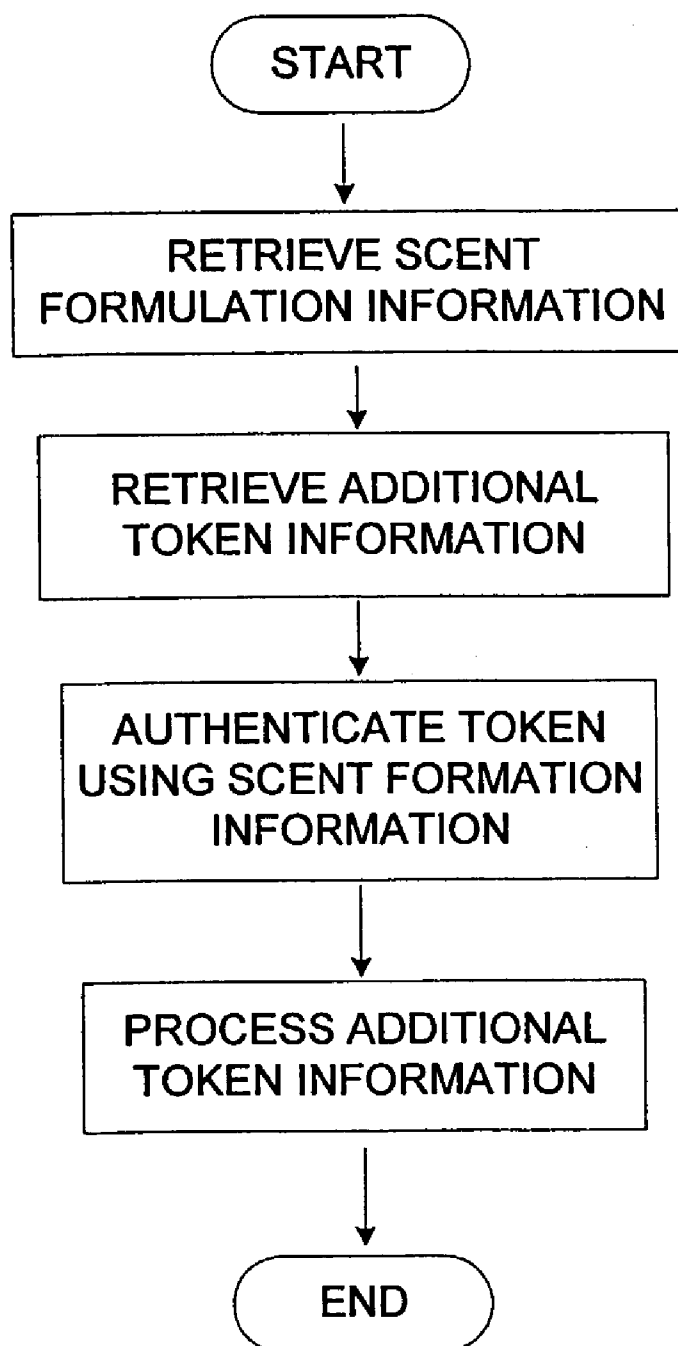 START
RETRIEVE SCENT
FORMULATION INFORMATION
RETRIEVE ADDITIONAL
TOKEN INFORMATION
AUTHENTICATE TOKEN
USING SCENT FORMATION
INFORMATION
PROCESS ADDITIONAL
TOKEN INFORMATION
END